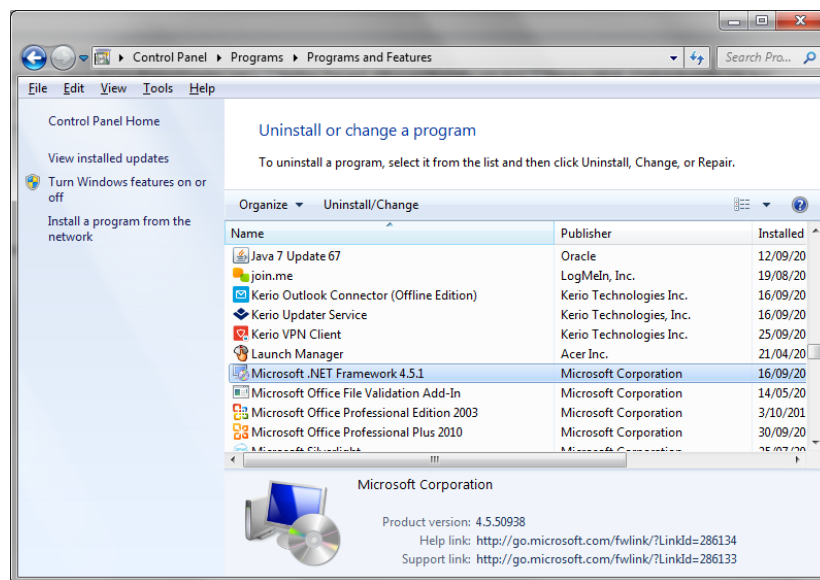 Control Panel Programs Programs and Features Search Pro...
File Edit View Tools Help
Control Panel Home
View installed updates
Turn Windows features on or
off
Install a program from the
network
Uninstall or change a program
To uninstall a program, select it from the list and then click Uninstall, Change, or Repair.
Organize Uninstall/Change
Name Publisher Installed
Java 7 Update 67 Oracle 12/09/20
join.me LogMeIn, Inc. 19/08/20
Kerio Outlook Connector (Offline Edition) Kerio Technologies Inc. 16/09/20
Kerio Updater Service Kerio Technologies, Inc. 16/09/20
Kerio VPN Client Kerio Technologies Inc. 25/09/20
Launch Manager Acer Inc. 21/04/20
Microsoft .NET Framework 4.5.1 Microsoft Corporation 16/09/20
Microsoft Office File Validation Add-In Microsoft Corporation 14/05/20
Microsoft Office Professional Edition 2003 Microsoft Corporation 3/10/201
Microsoft Office Professional Plus 2010 Microsoft Corporation 30/09/20
Microsoft Silverlight Microsoft Corporation 25/07/20
Microsoft Corporation
Product version: 4.5.50938
Help link: http://go.microsoft.com/fwlink/?LinkId=286134
Support link: http://go.microsoft.com/fwlink/?LinkId=286133